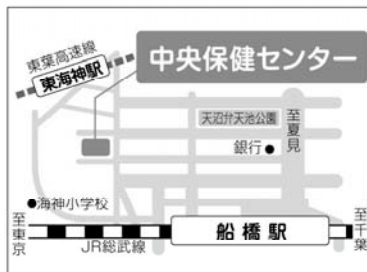 東葉高速線
東海神駅
中央保健センター
天沼弁天池公園
至夏見
銀行
海神小学校
至東京
船橋駅
至千葉
JR総武線